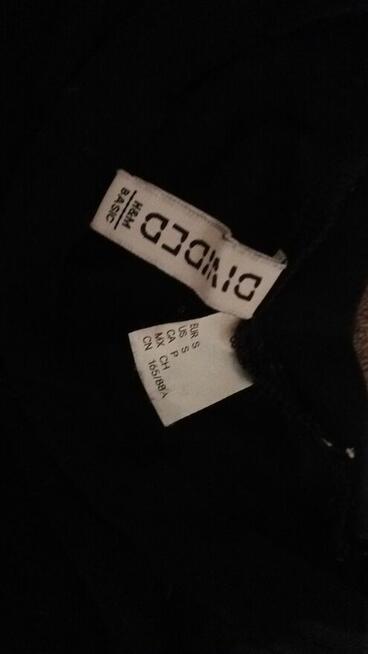 DIVIDED
H&M
BASIC
EUR S
US S
CA P
MX CH
CN 165/88A